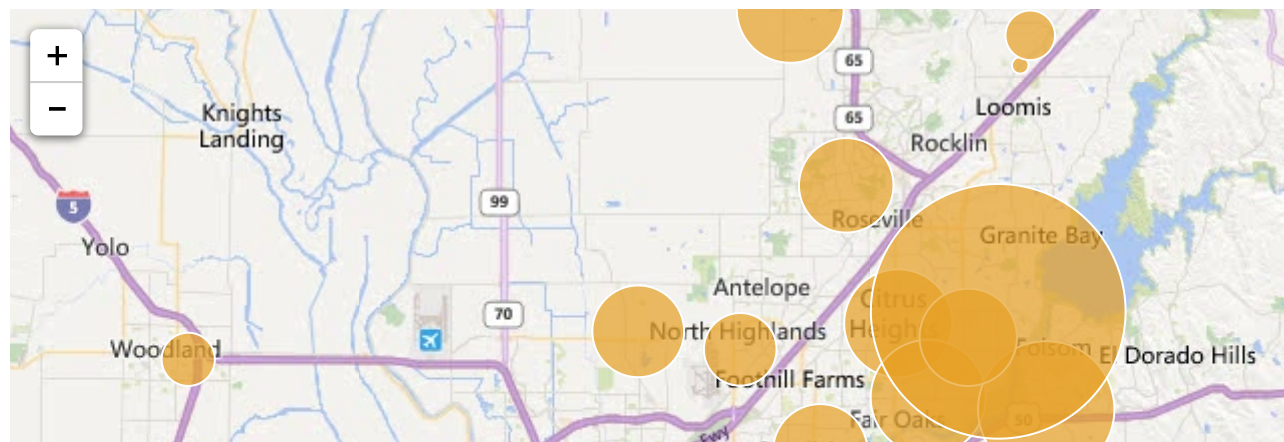 +
−
65
Loomis
Knights
Landing
65
Rocklin
99
5
Roseville
Granite Bay
Yolo
Antelope
Citrus
Heights
70
North Highlands
Woodland
Folsom
El Dorado Hills
Foothill Farms
Fair Oaks
50
Fwy